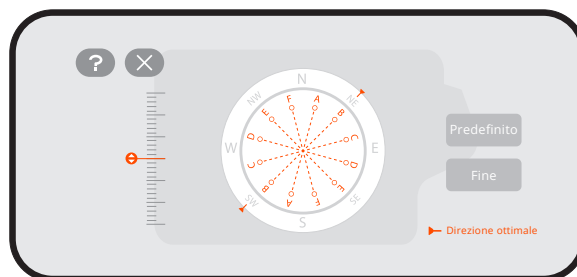 ?
N
NW
NE
F
A
E
B
D
C
W
E
C
D
B
E
A
F
SW
SE
S
Predefinito
Fine
Direzione ottimale